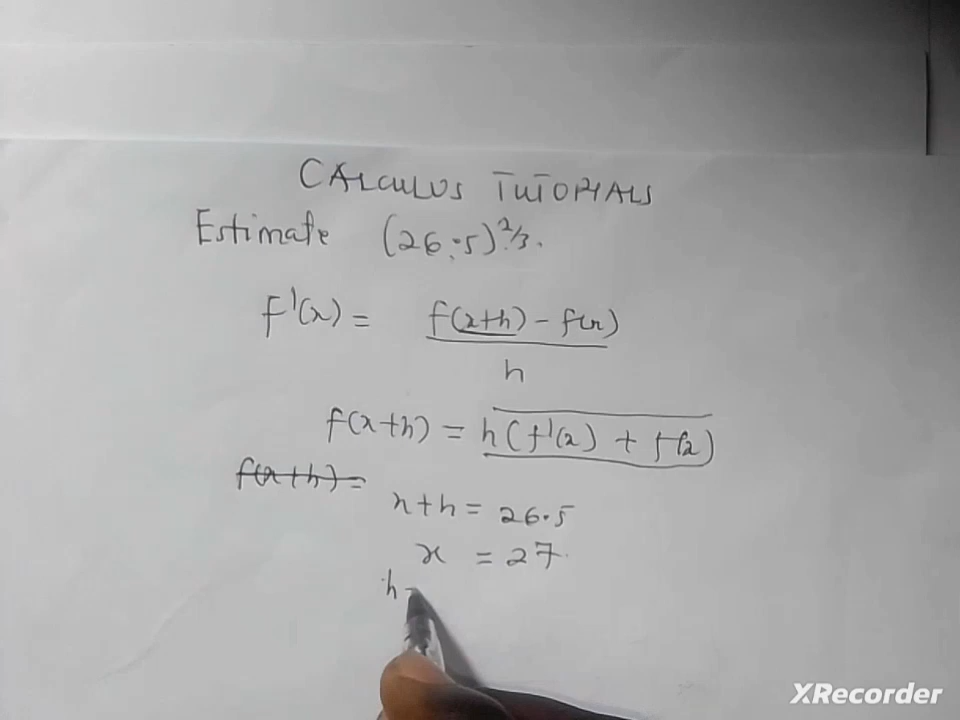 CALCULUS TUTORIALS
Estimate (26.5)^2/3.
f'(x) = f(x+h) - f(x)
h
f(x+h) = h(f'(x) + f(x)
f(x+h) =
x+h = 26.5
x = 27.
h =
XRecorder